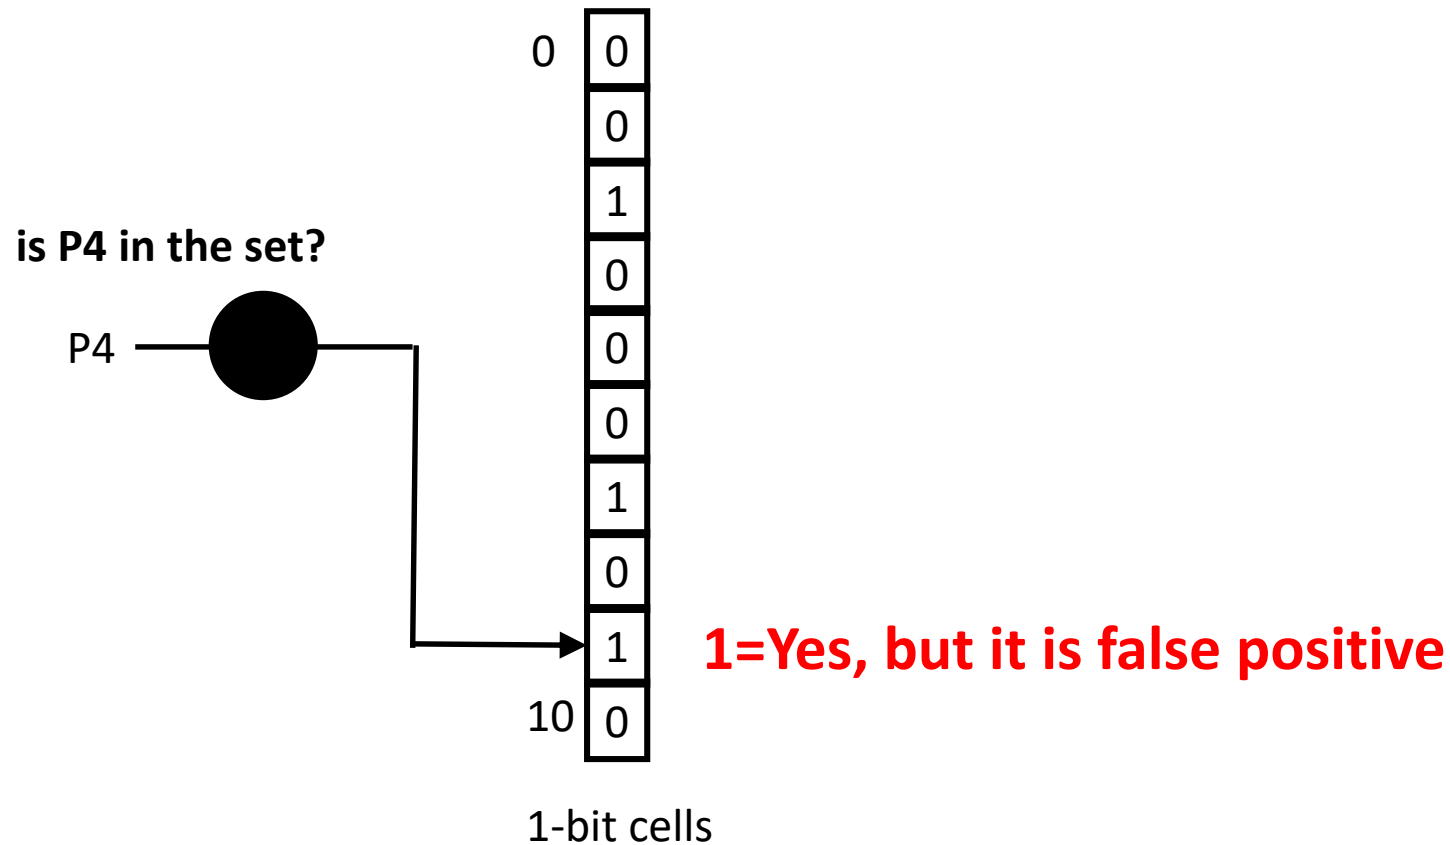 0 0
0
1
is P4 in the set?
0
P4 0
0
1
0
1 1=Yes, but it is false positive
10 0
1-bit cells